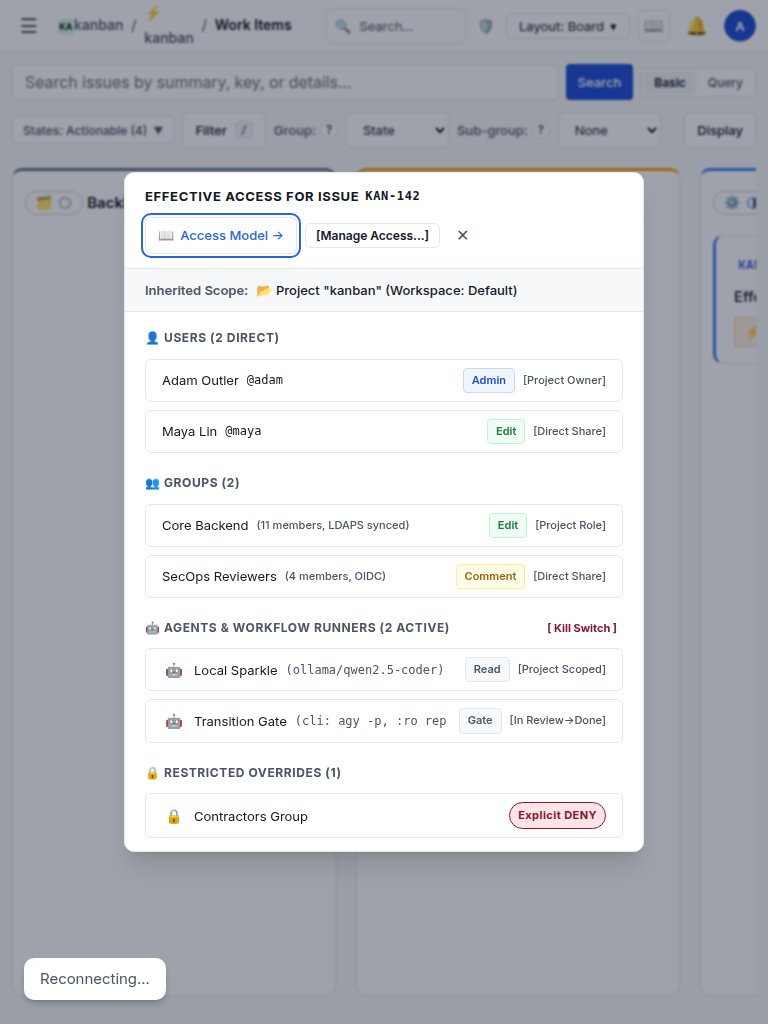 KA kanban / ⚡ kanban / Work Items
Search...
Layout: Board ▾
A
Search issues by summary, key, or details...
Search
Basic
Query
States: Actionable (4) ▼
Filter /
Group: ?
State
Sub-group: ?
None
Display
EFFECTIVE ACCESS FOR ISSUE KAN-142
📖 Access Model →
[Manage Access...]
✕
Inherited Scope: 📂 Project "kanban" (Workspace: Default)
👤 USERS (2 DIRECT)
Adam Outler @adam
Admin
[Project Owner]
Maya Lin @maya
Edit
[Direct Share]
👥 GROUPS (2)
Core Backend (11 members, LDAPS synced)
Edit
[Project Role]
SecOps Reviewers (4 members, OIDC)
Comment
[Direct Share]
🤖 AGENTS & WORKFLOW RUNNERS (2 ACTIVE)
[ Kill Switch ]
🤖 Local Sparkle (ollama/qwen2.5-coder)
Read
[Project Scoped]
🤖 Transition Gate (cli: agy -p, :ro rep
Gate
[In Review→Done]
🔒 RESTRICTED OVERRIDES (1)
🔒 Contractors Group
Explicit DENY
Reconnecting...